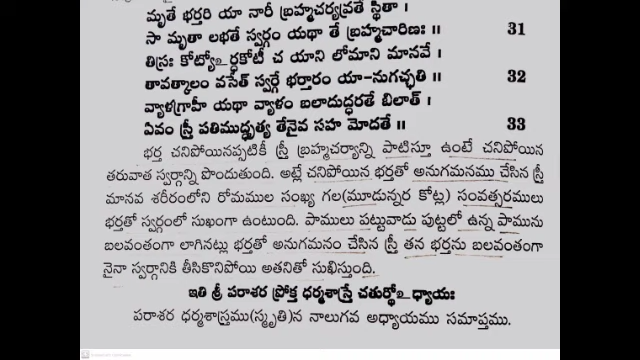 మృతే భర్తరి యా నారీ బ్రహ్మచర్యవ్రతే స్థితా ।
సా మృతా లభతే స్వర్గం యథా తే బ్రహ్మచారిణః ॥ 31
తిస్రః కోట్యోఽర్ధకోటీ చ యాని లోమాని మానవే ।
తావత్కాలం వసేత్ స్వర్గే భర్తారం యా-నుగచ్ఛతి ॥ 32
వ్యాళగ్రాహీ యథా వ్యాళం బలాదుద్ధరతే బిలాత్ ।
ఏవం స్త్రీ పతిముద్ధృత్య తేనైవ సహ మోదతే ॥ 33
భర్త చనిపోయినప్పటికీ స్త్రీ బ్రహ్మచర్యాన్ని పాటిస్తూ ఉంటే చనిపోయిన
తరువాత స్వర్గాన్ని పొందుతుంది. అట్లే చనిపోయిన భర్తతో అనుగమనము చేసిన స్త్రీ
మానవ శరీరంలోని రోమముల సంఖ్య గల(మూడున్నర కోట్ల) సంవత్సరములు
భర్తతో స్వర్గంలో సుఖంగా ఉంటుంది. పాములు పట్టువాడు పుట్టలో ఉన్న పామును
బలవంతంగా లాగినట్లు భర్తతో అనుగమనం చేసిన స్త్రీ తన భర్తను బలవంతంగా
నైనా స్వర్గానికి తీసికొనిపోయి అతనితో సుఖిస్తుంది.
ఇతి శ్రీ పరాశర ప్రోక్త ధర్మశాస్త్రే చతుర్థోఽధ్యాయః
పరాశర ధర్మశాస్త్రము(స్మృతి)న నాలుగవ అధ్యాయము సమాప్తము.